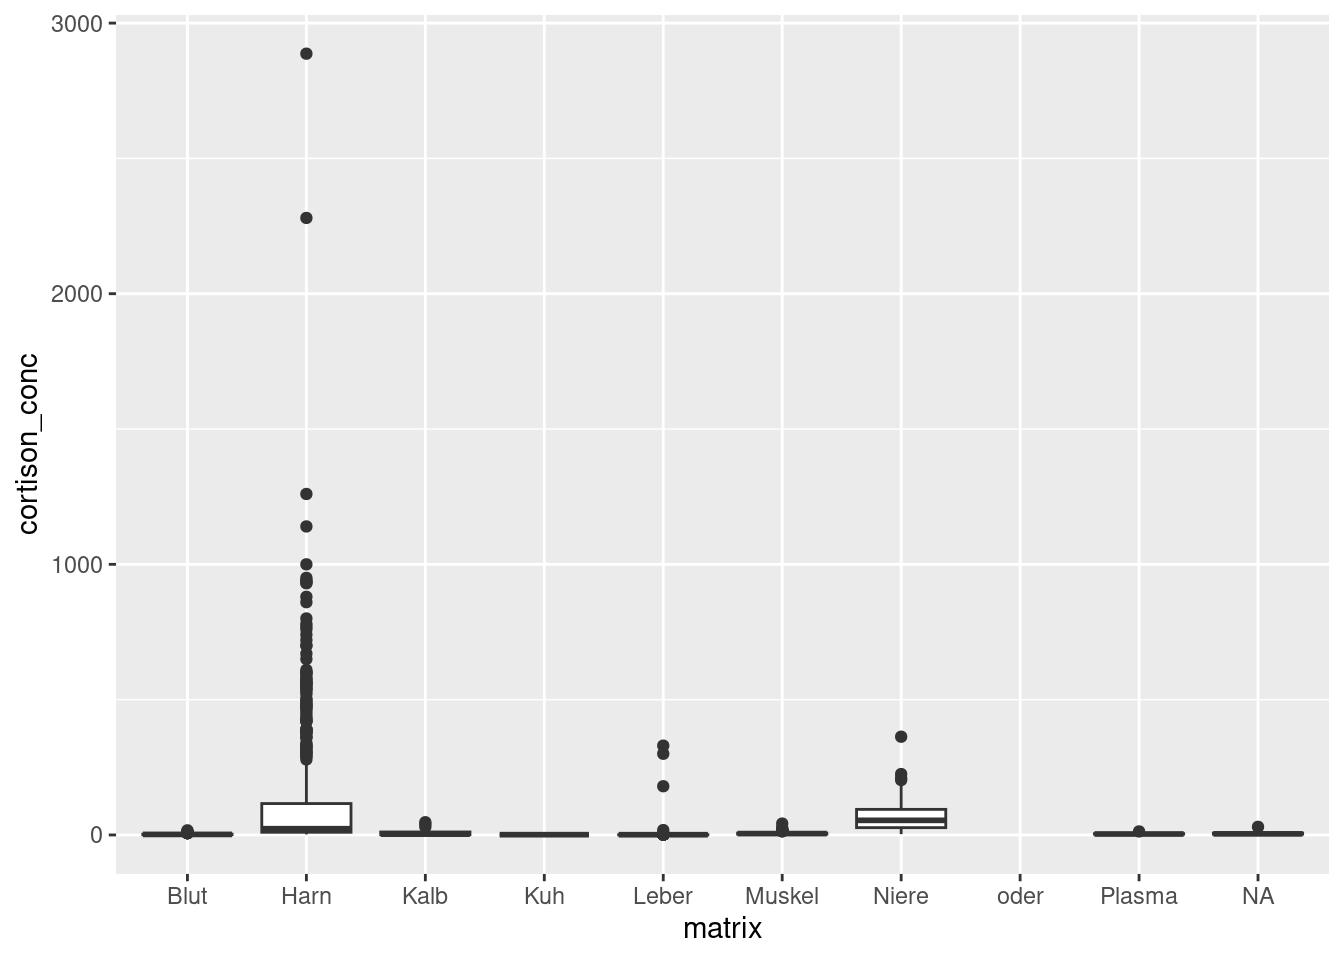 3000
2000
1000
0
cortison_conc
Blut Harn Kalb Kuh Leber Muskel Niere oder Plasma NA
matrix